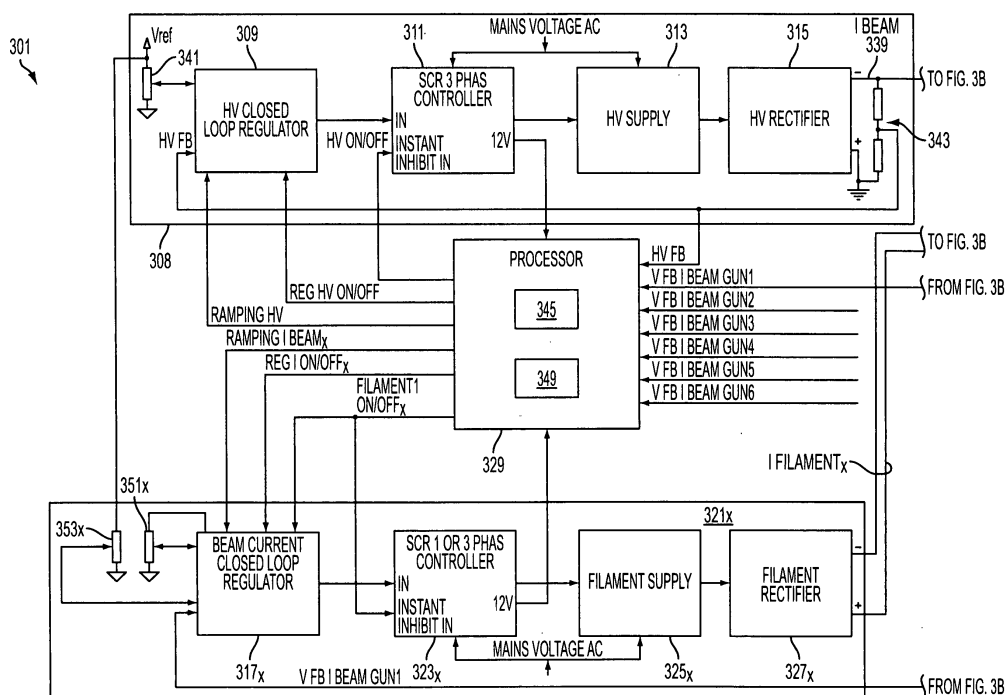 MAINS VOLTAGE AC
I BEAM
301
Vref
341
309
311
313
315
339
TO FIG. 3B
HV CLOSED
LOOP REGULATOR
SCR 3 PHAS
CONTROLLER
IN
INSTANT
INHIBIT IN
12V
HV SUPPLY
HV RECTIFIER
−
+
343
HV FB
HV ON/OFF
308
PROCESSOR
345
349
329
HV FB
V FB I BEAM GUN1
V FB I BEAM GUN2
V FB I BEAM GUN3
V FB I BEAM GUN4
V FB I BEAM GUN5
V FB I BEAM GUN6
TO FIG. 3B
FROM FIG. 3B
REG HV ON/OFF
RAMPING HV
RAMPING I BEAMx
REG I ON/OFFx
FILAMENT1
ON/OFFx
I FILAMENTx
351x
353x
321x
BEAM CURRENT
CLOSED LOOP
REGULATOR
SCR 1 OR 3 PHAS
CONTROLLER
IN
INSTANT
INHIBIT IN
12V
FILAMENT SUPPLY
FILAMENT
RECTIFIER
−
+
317x
323x
MAINS VOLTAGE AC
325x
327x
V FB I BEAM GUN1
FROM FIG. 3B